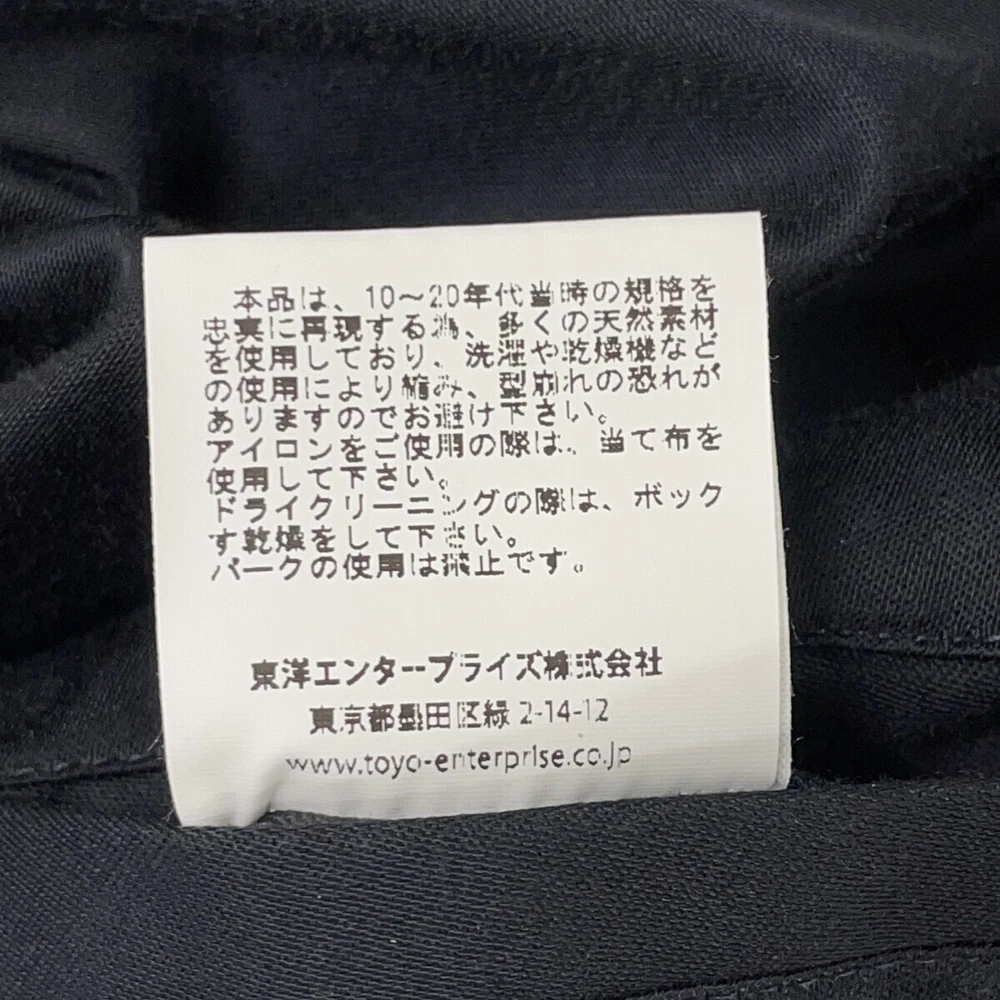 本品は、10〜20年代当時の規格を
忠実に再現する為、多くの天然素材
を使用しており、洗濯や乾燥機など
の使用により縮み、型崩れの恐れが
ありますのでお避け下さい。
アイロンをご使用の際は、当て布を
使用して下さい。
ドライクリーニングの際は、ボック
す乾燥をして下さい。
パークの使用は禁止です。
東洋エンタープライズ株式会社
東京都墨田区緑 2-14-12
www.toyo-enterprise.co.jp